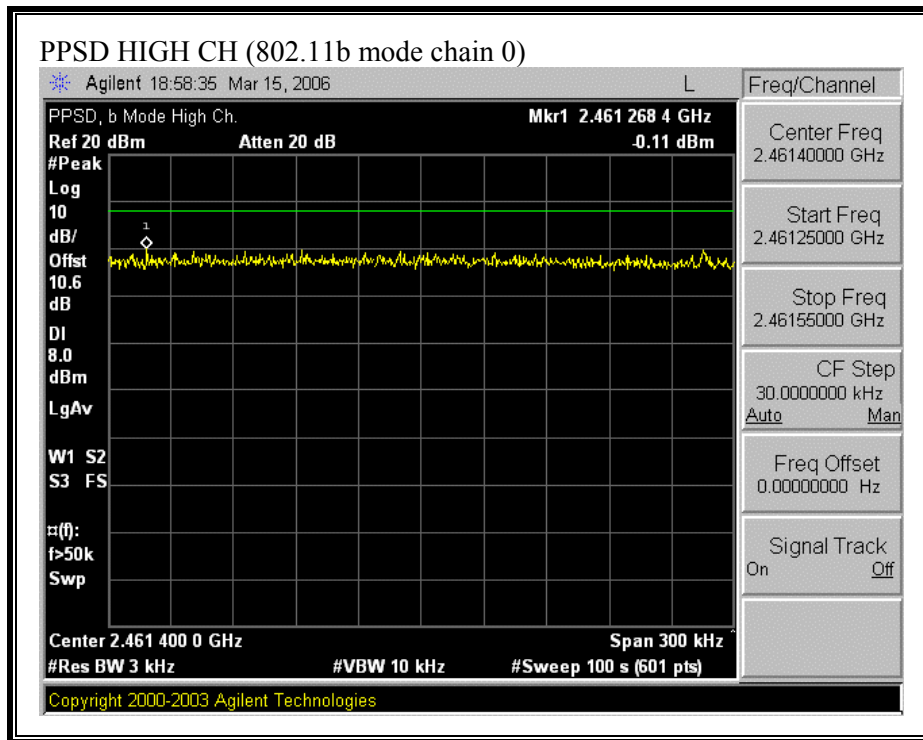 PPSD HIGH CH (802.11b mode chain 0)
Agilent 18:58:35 Mar 15, 2006 L
Freq/Channel
PPSD, b Mode High Ch.
Mkr1 2.461 268 4 GHz
Ref 20 dBm Atten 20 dB -0.11 dBm
#Peak
Log
10
dB/
Offst
10.6
dB
DI
8.0
dBm
LgAv
W1 S2
S3 FS
¤(f):
f>50k
Swp
1
Center 2.461 400 0 GHz Span 300 kHz ^
#Res BW 3 kHz #VBW 10 kHz #Sweep 100 s (601 pts)
Center Freq
2.46140000 GHz
Start Freq
2.46125000 GHz
Stop Freq
2.46155000 GHz
CF Step
30.0000000 kHz
Auto Man
Freq Offset
0.00000000 Hz
Signal Track
On Off
Copyright 2000-2003 Agilent Technologies